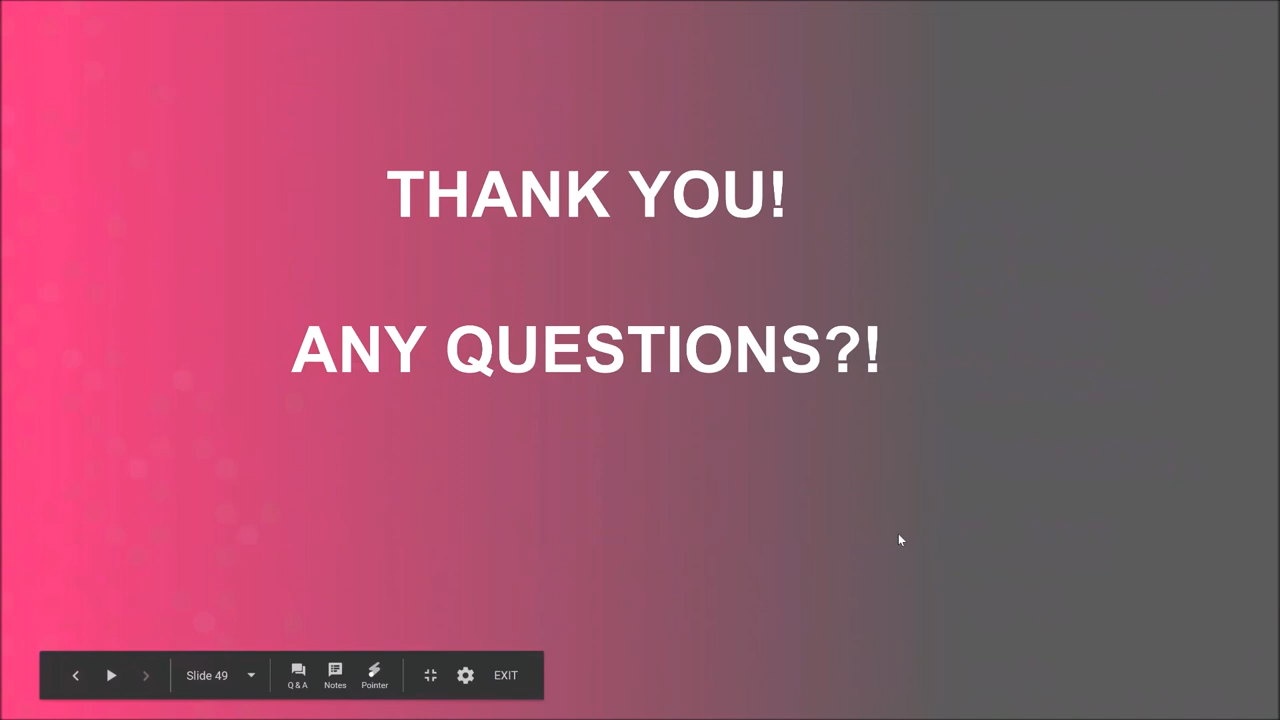 THANK YOU!
ANY QUESTIONS?!
Slide 49
Q & A
Notes
Pointer
EXIT